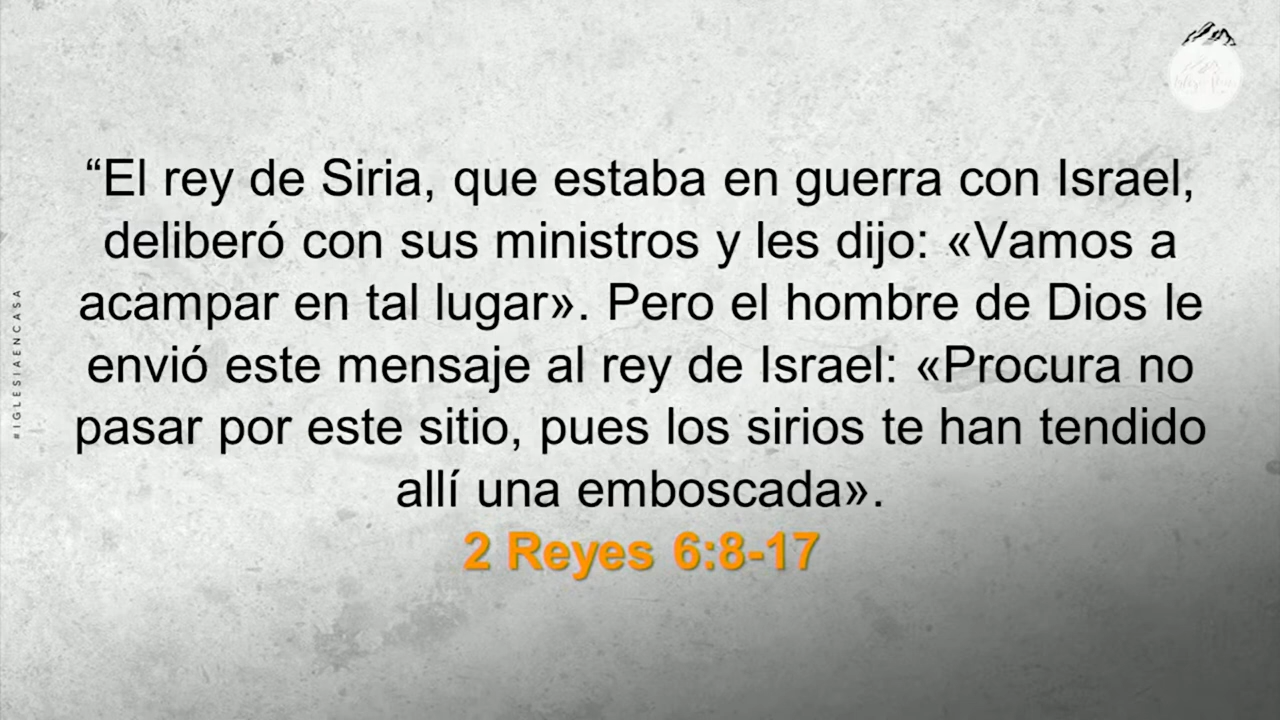 “El rey de Siria, que estaba en guerra con Israel,
deliberó con sus ministros y les dijo: «Vamos a
acampar en tal lugar». Pero el hombre de Dios le
envió este mensaje al rey de Israel: «Procura no
pasar por este sitio, pues los sirios te han tendido
allí una emboscada».
2 Reyes 6:8-17
#IGLESIAENCASA